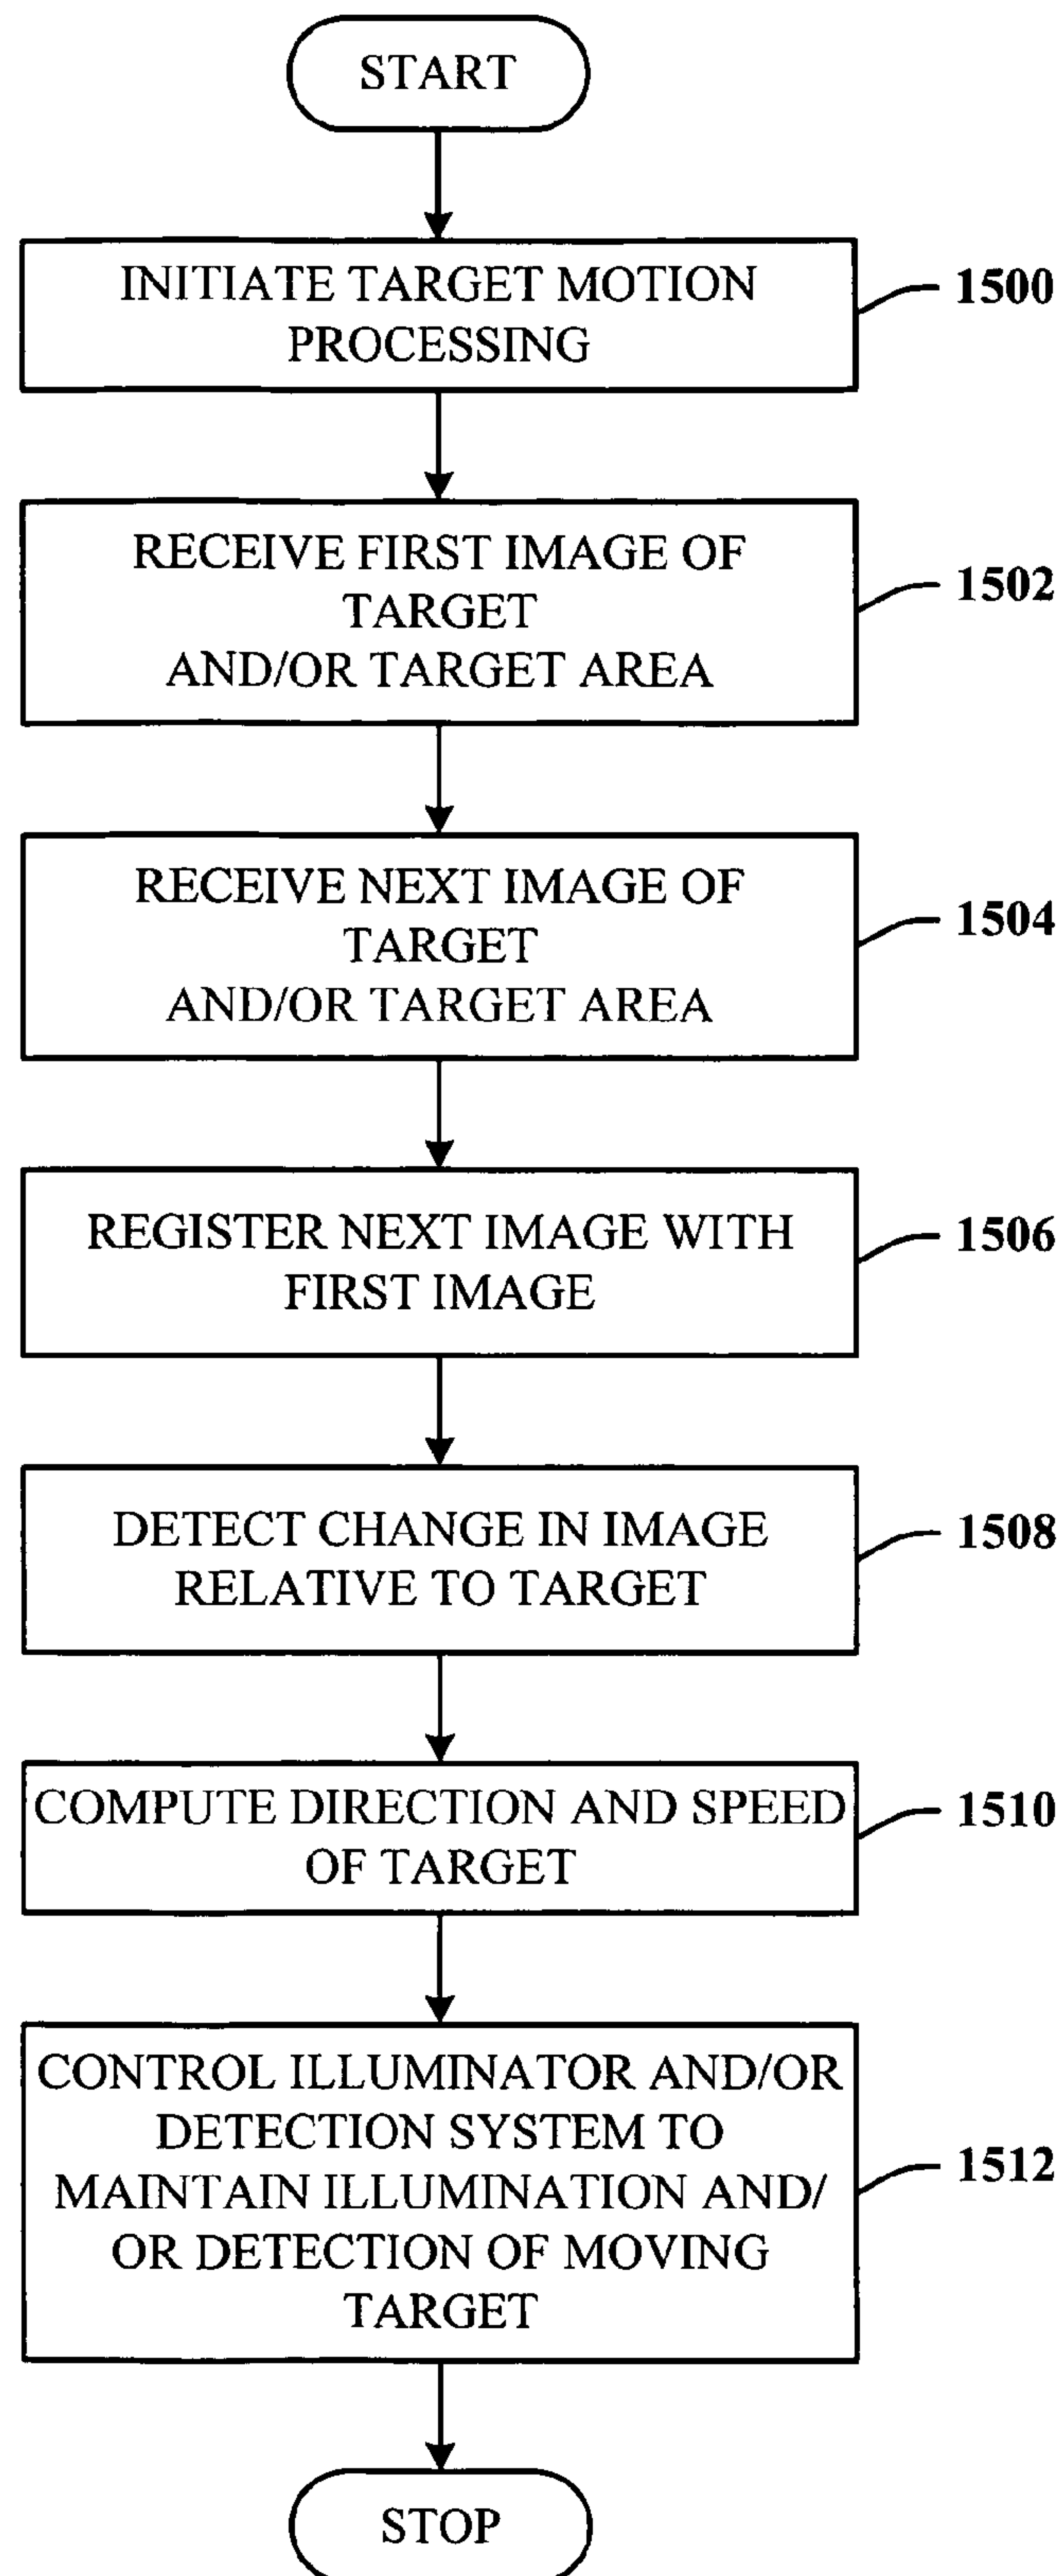 START
INITIATE TARGET MOTION
PROCESSING
1500
RECEIVE FIRST IMAGE OF
TARGET
AND/OR TARGET AREA
1502
RECEIVE NEXT IMAGE OF
TARGET
AND/OR TARGET AREA
1504
REGISTER NEXT IMAGE WITH
FIRST IMAGE
1506
DETECT CHANGE IN IMAGE
RELATIVE TO TARGET
1508
COMPUTE DIRECTION AND SPEED
OF TARGET
1510
CONTROL ILLUMINATOR AND/OR
DETECTION SYSTEM TO
MAINTAIN ILLUMINATION AND/
OR DETECTION OF MOVING
TARGET
1512
STOP